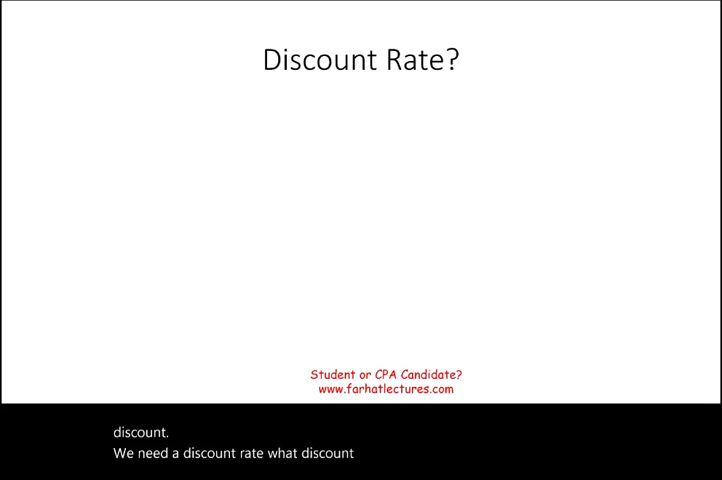 Discount Rate?
Student or CPA Candidate?
www.farhatlectures.com
discount.
We need a discount rate what discount